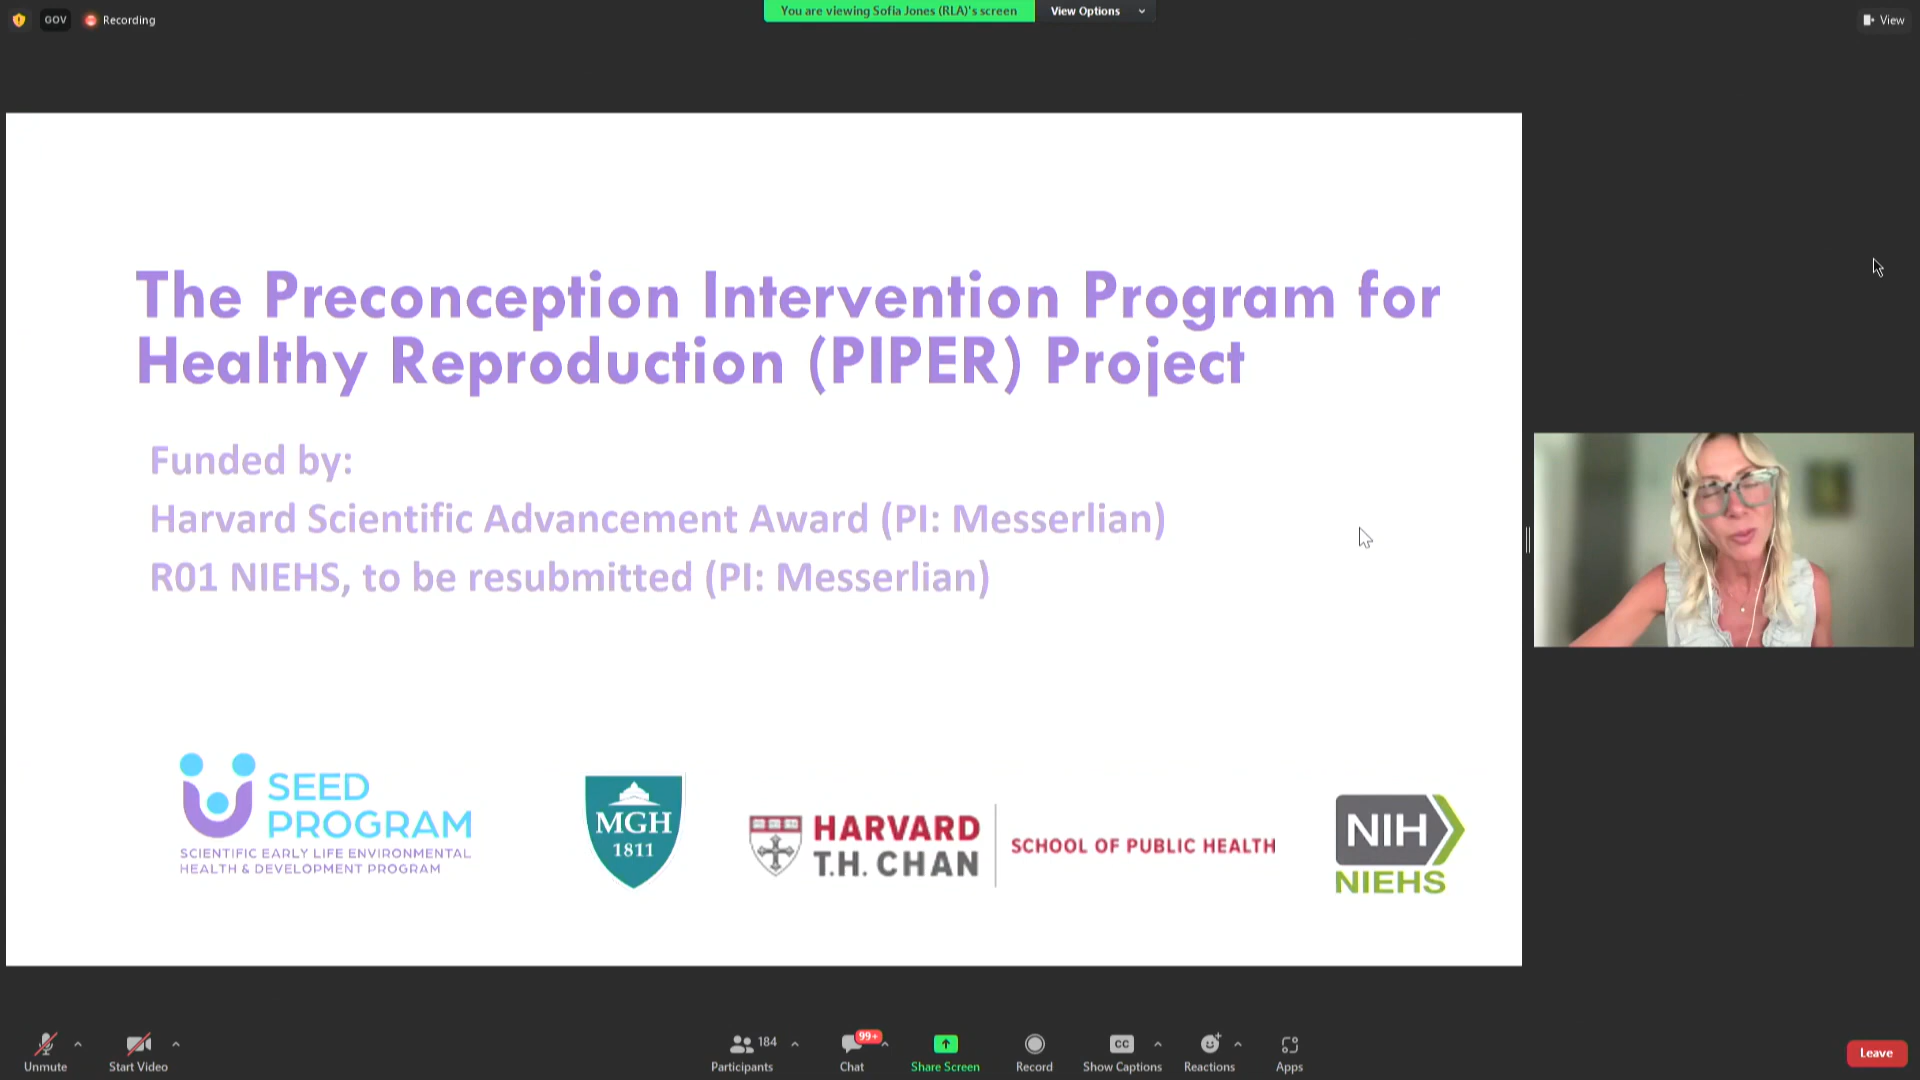 GOV
Recording
You are viewing Sofia Jones (RLA)'s screen
View Options
View
The Preconception Intervention Program for
Healthy Reproduction (PIPER) Project
Funded by:
Harvard Scientific Advancement Award (PI: Messerlian)
R01 NIEHS, to be resubmitted (PI: Messerlian)
SEED
PROGRAM
SCIENTIFIC EARLY LIFE ENVIRONMENTAL
HEALTH & DEVELOPMENT PROGRAM
MGH
1811
HARVARD
T.H. CHAN
SCHOOL OF PUBLIC HEALTH
NIH
NIEHS
Unmute
Start Video
184
Participants
99+
Chat
Share Screen
Record
CC
Show Captions
Reactions
Apps
Leave